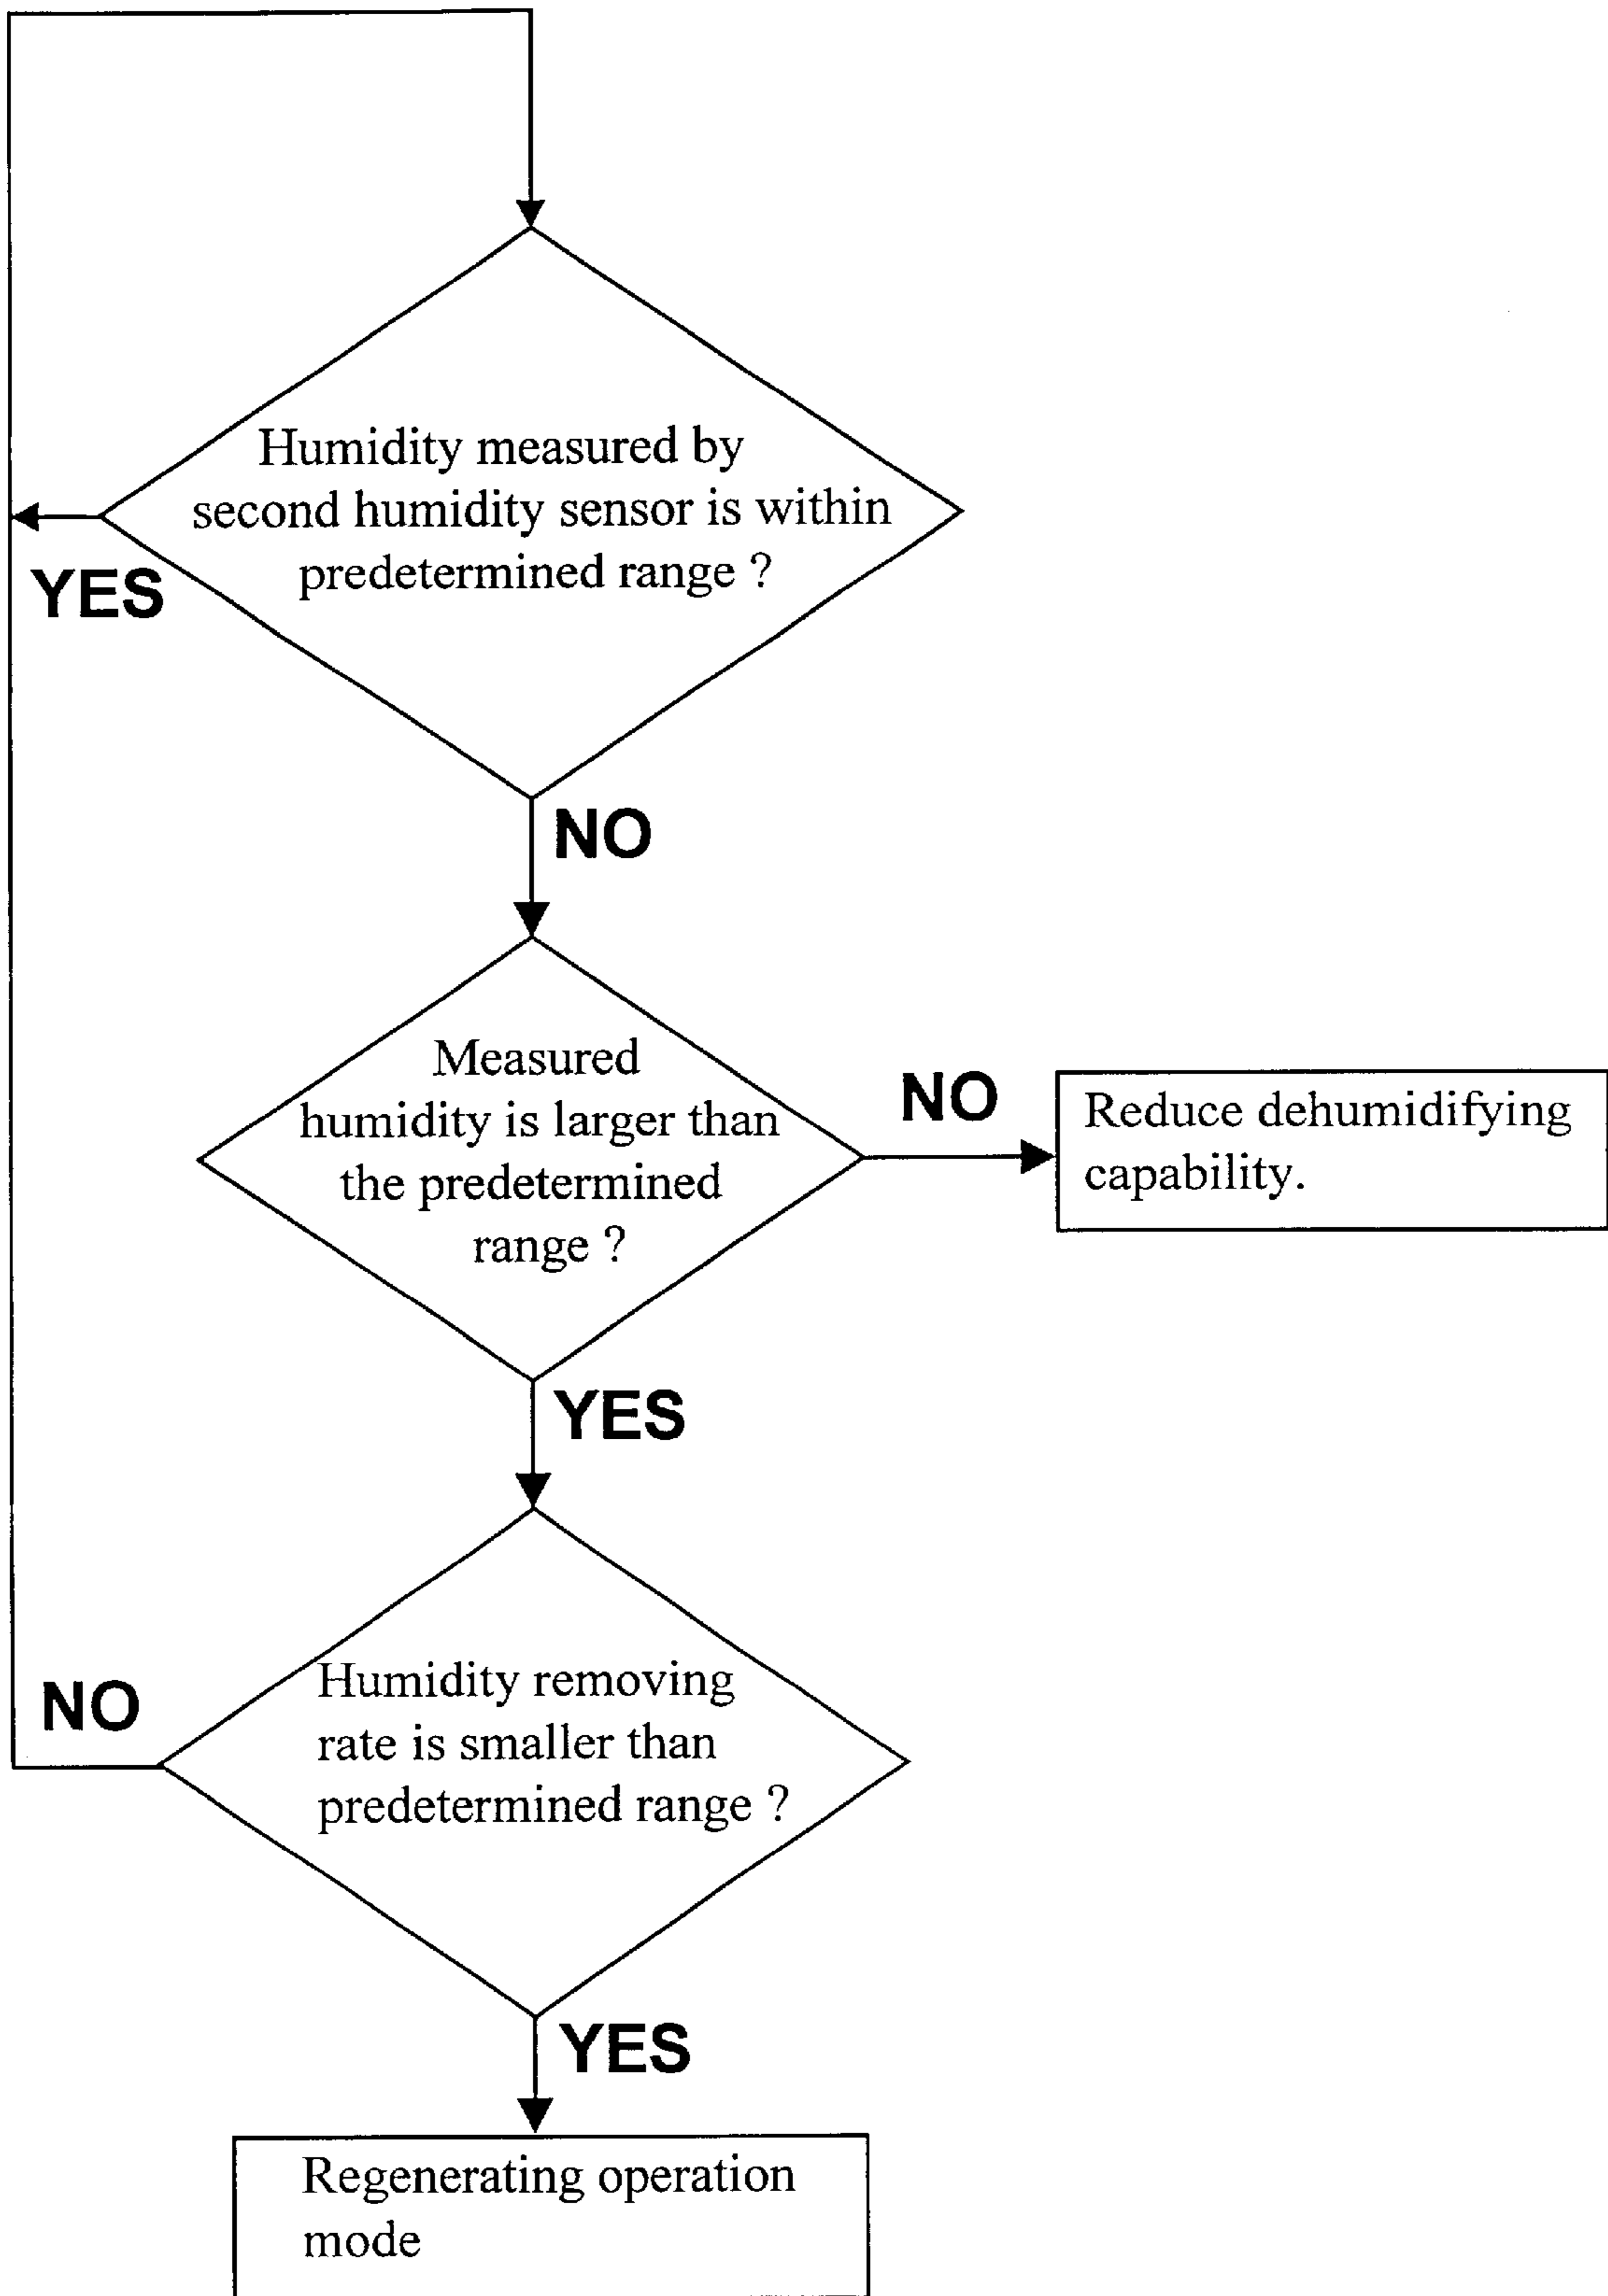 Humidity measured by
second humidity sensor is within
predetermined range ?
YES
NO
Measured
humidity is larger than
the predetermined
range ?
NO
Reduce dehumidifying
capability.
YES
Humidity removing
rate is smaller than
predetermined range ?
NO
YES
Regenerating operation
mode